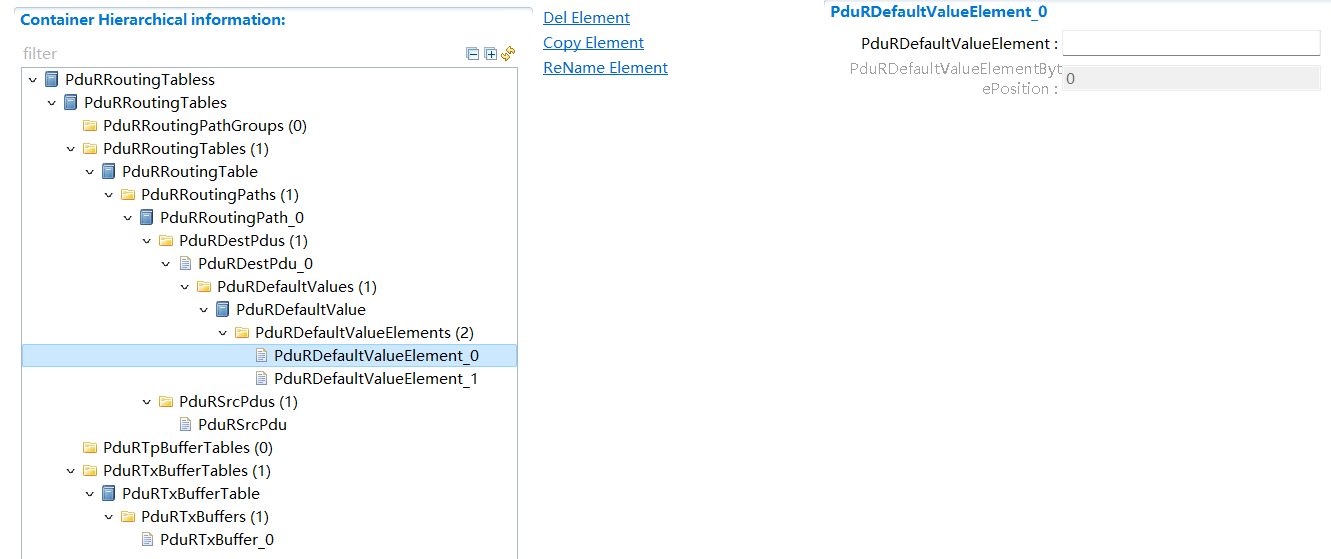 Container Hierarchical information:
filter
PduRRoutingTabless
PduRRoutingTables
PduRRoutingPathGroups (0)
PduRRoutingTables (1)
PduRRoutingTable
PduRRoutingPaths (1)
PduRRoutingPath_0
PduRDestPdus (1)
PduRDestPdu_0
PduRDefaultValues (1)
PduRDefaultValue
PduRDefaultValueElements (2)
PduRDefaultValueElement_0
PduRDefaultValueElement_1
PduRSrcPdus (1)
PduRSrcPdu
PduRTpBufferTables (0)
PduRTxBufferTables (1)
PduRTxBufferTable
PduRTxBuffers (1)
PduRTxBuffer_0
Del Element
Copy Element
ReName Element
PduRDefaultValueElement_0
PduRDefaultValueElement :
PduRDefaultValueElementByt
ePosition :
0